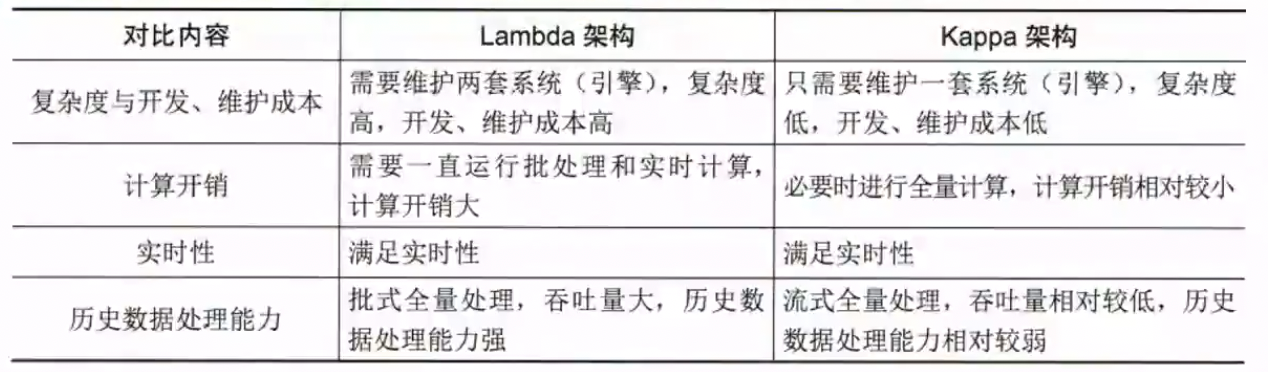 对比内容
Lambda 架构
Kappa 架构
复杂度与开发、维护成本
需要维护两套系统（引擎），复杂度
高，开发、维护成本高
只需要维护一套系统（引擎），复杂度
低，开发、维护成本低
计算开销
需要一直运行批处理和实时计算，
计算开销大
必要时进行全量计算，计算开销相对较小
实时性
满足实时性
满足实时性
历史数据处理能力
批式全量处理，吞吐量大，历史数
据处理能力强
流式全量处理，吞吐量相对较低，历史
数据处理能力相对较弱